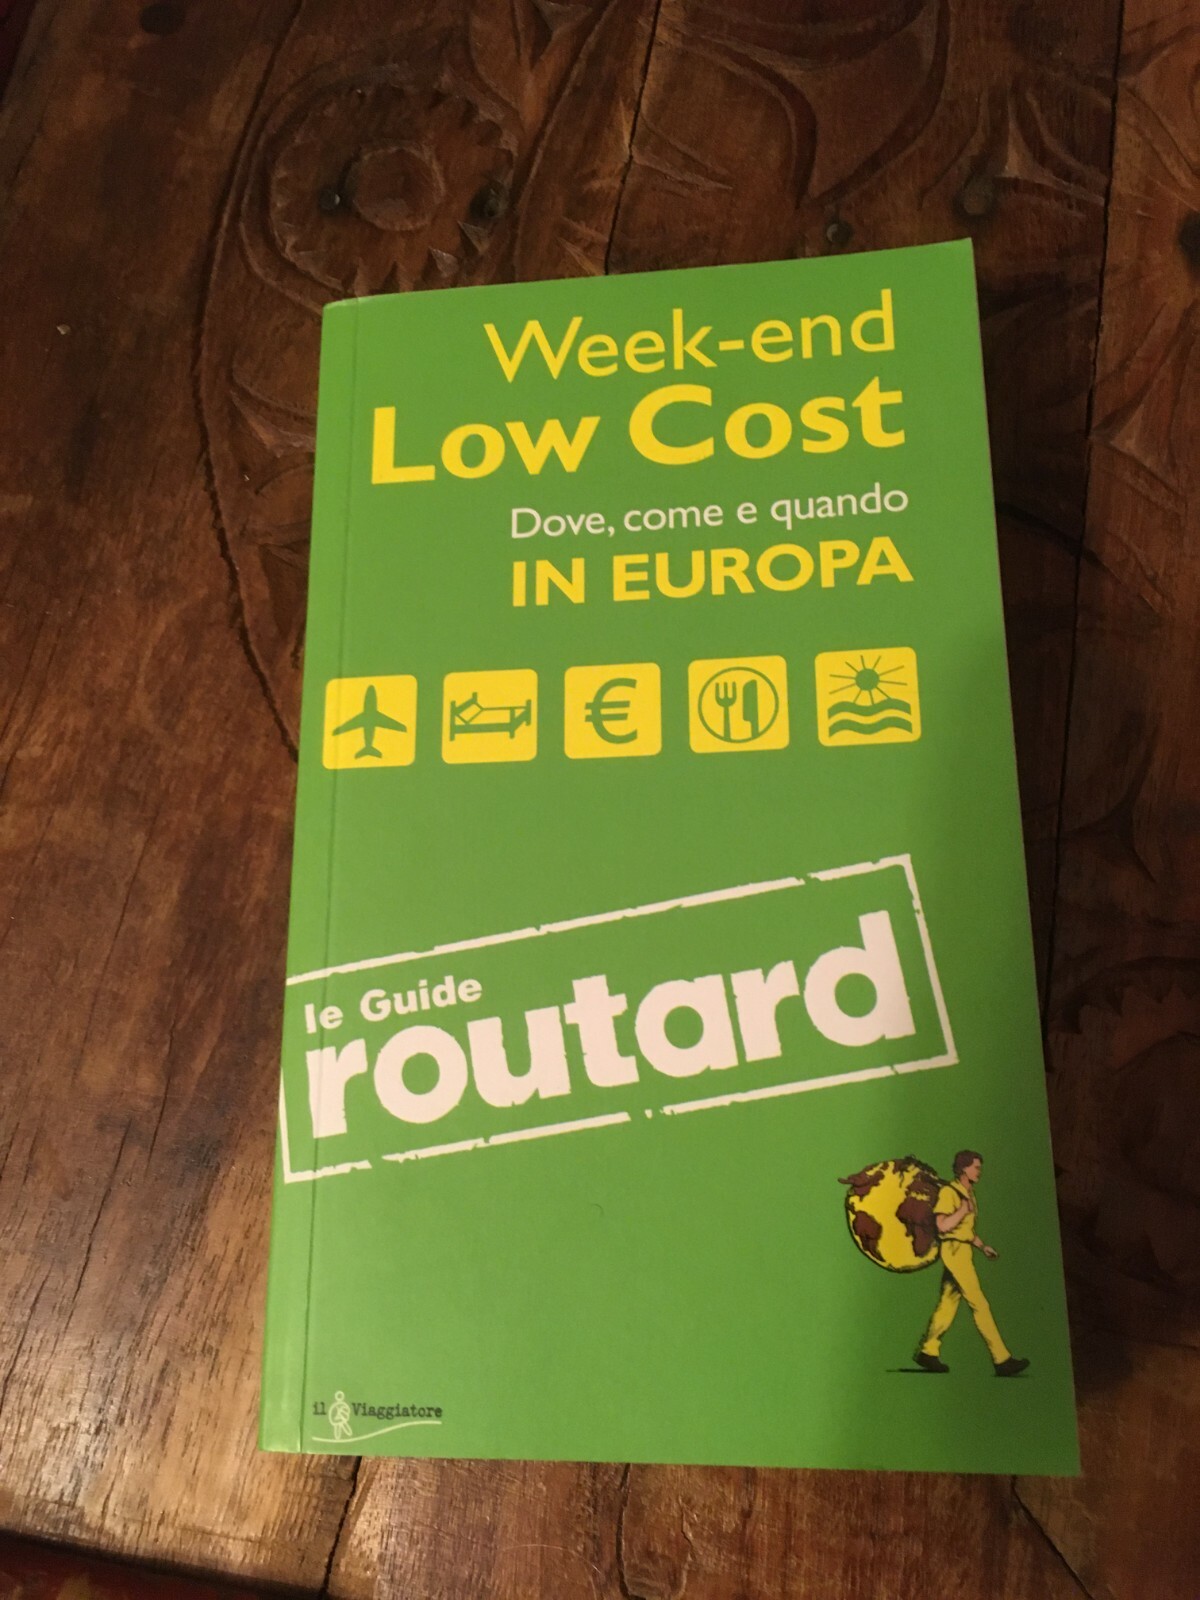 Week-end
Low Cost
Dove, come e quando
IN EUROPA
€
le Guide
routard
il Viaggiatore